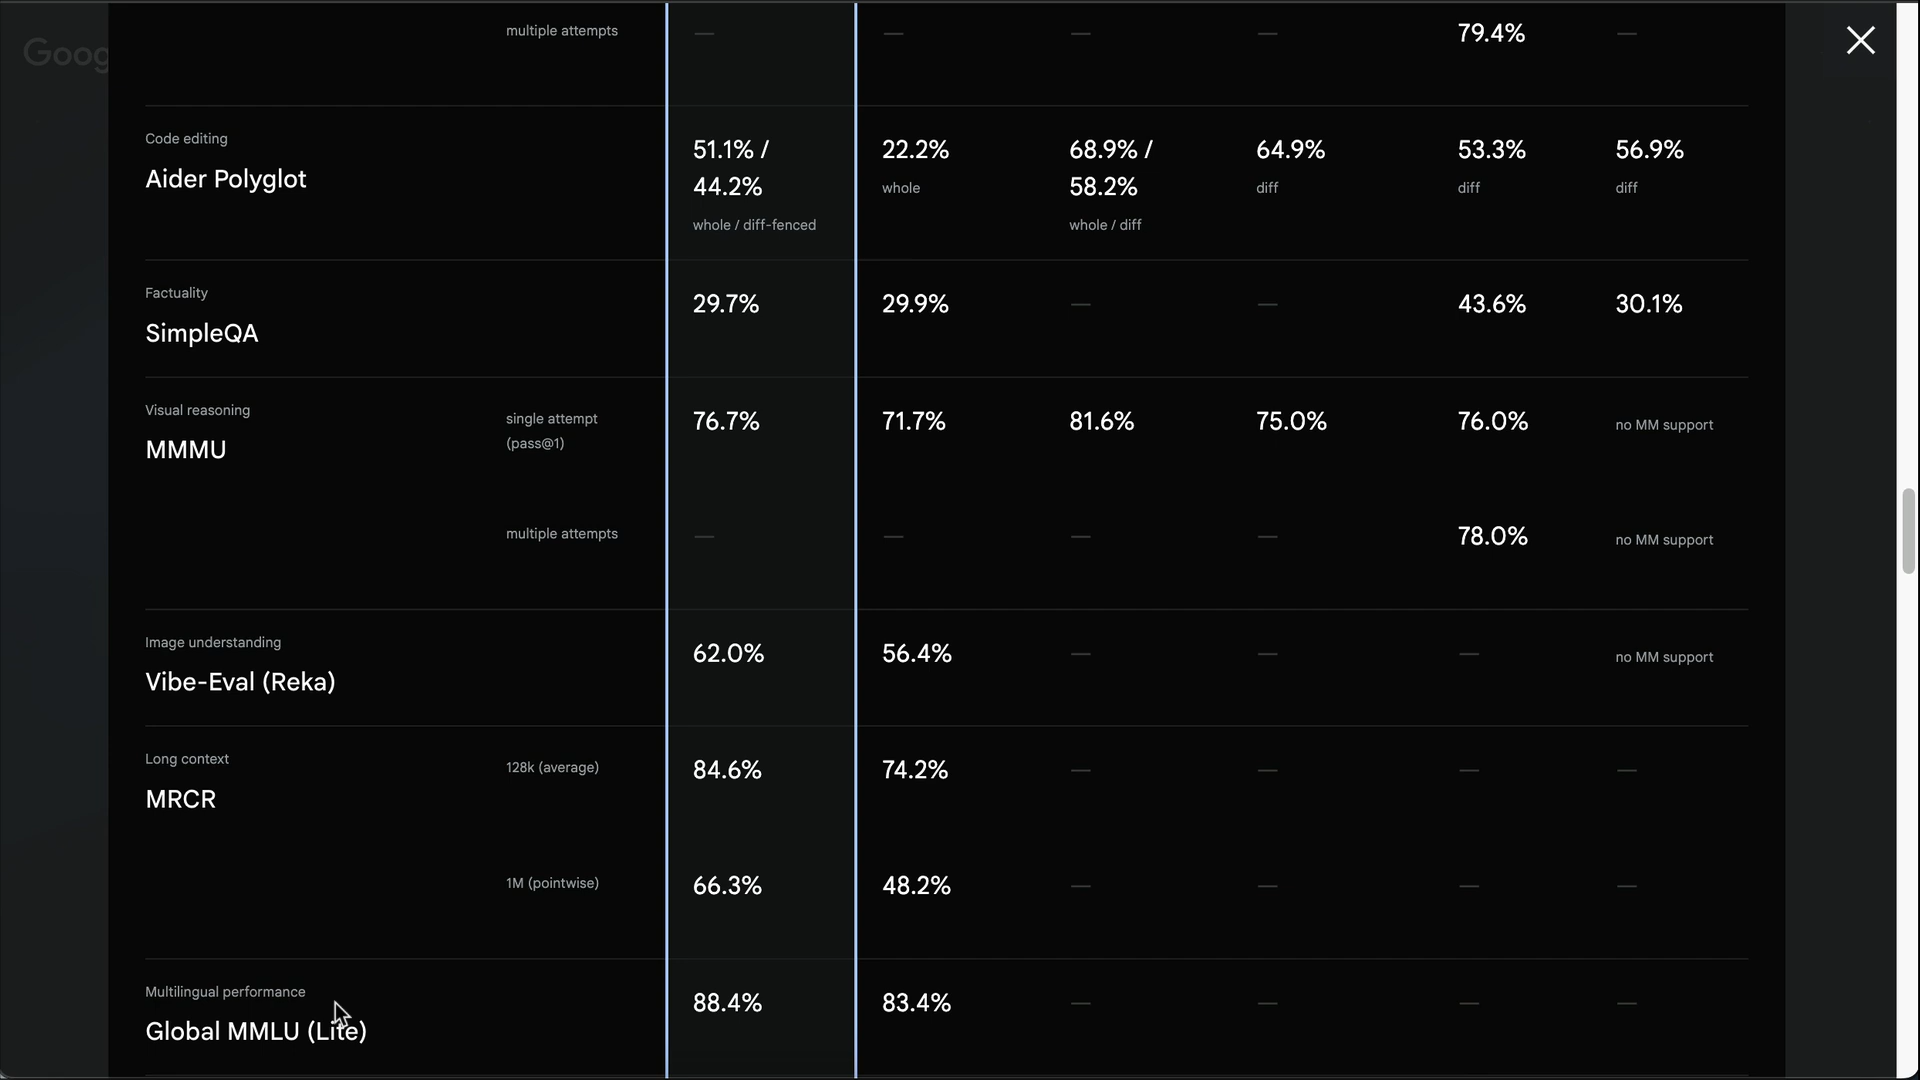 Goog
multiple attempts — — — — 79.4% —
Code editing
Aider Polyglot
51.1% / 22.2% 68.9% / 64.9% 53.3% 56.9%
44.2% whole 58.2% diff diff diff
whole / diff-fenced whole / diff
Factuality
SimpleQA
29.7% 29.9% — — 43.6% 30.1%
Visual reasoning
MMMU
single attempt
(pass@1)
76.7% 71.7% 81.6% 75.0% 76.0% no MM support
multiple attempts — — — — 78.0% no MM support
Image understanding
Vibe-Eval (Reka)
62.0% 56.4% — — — no MM support
Long context
MRCR
128k (average) 84.6% 74.2% — — — —
1M (pointwise) 66.3% 48.2% — — — —
Multilingual performance
Global MMLU (Lite)
88.4% 83.4% — — — —